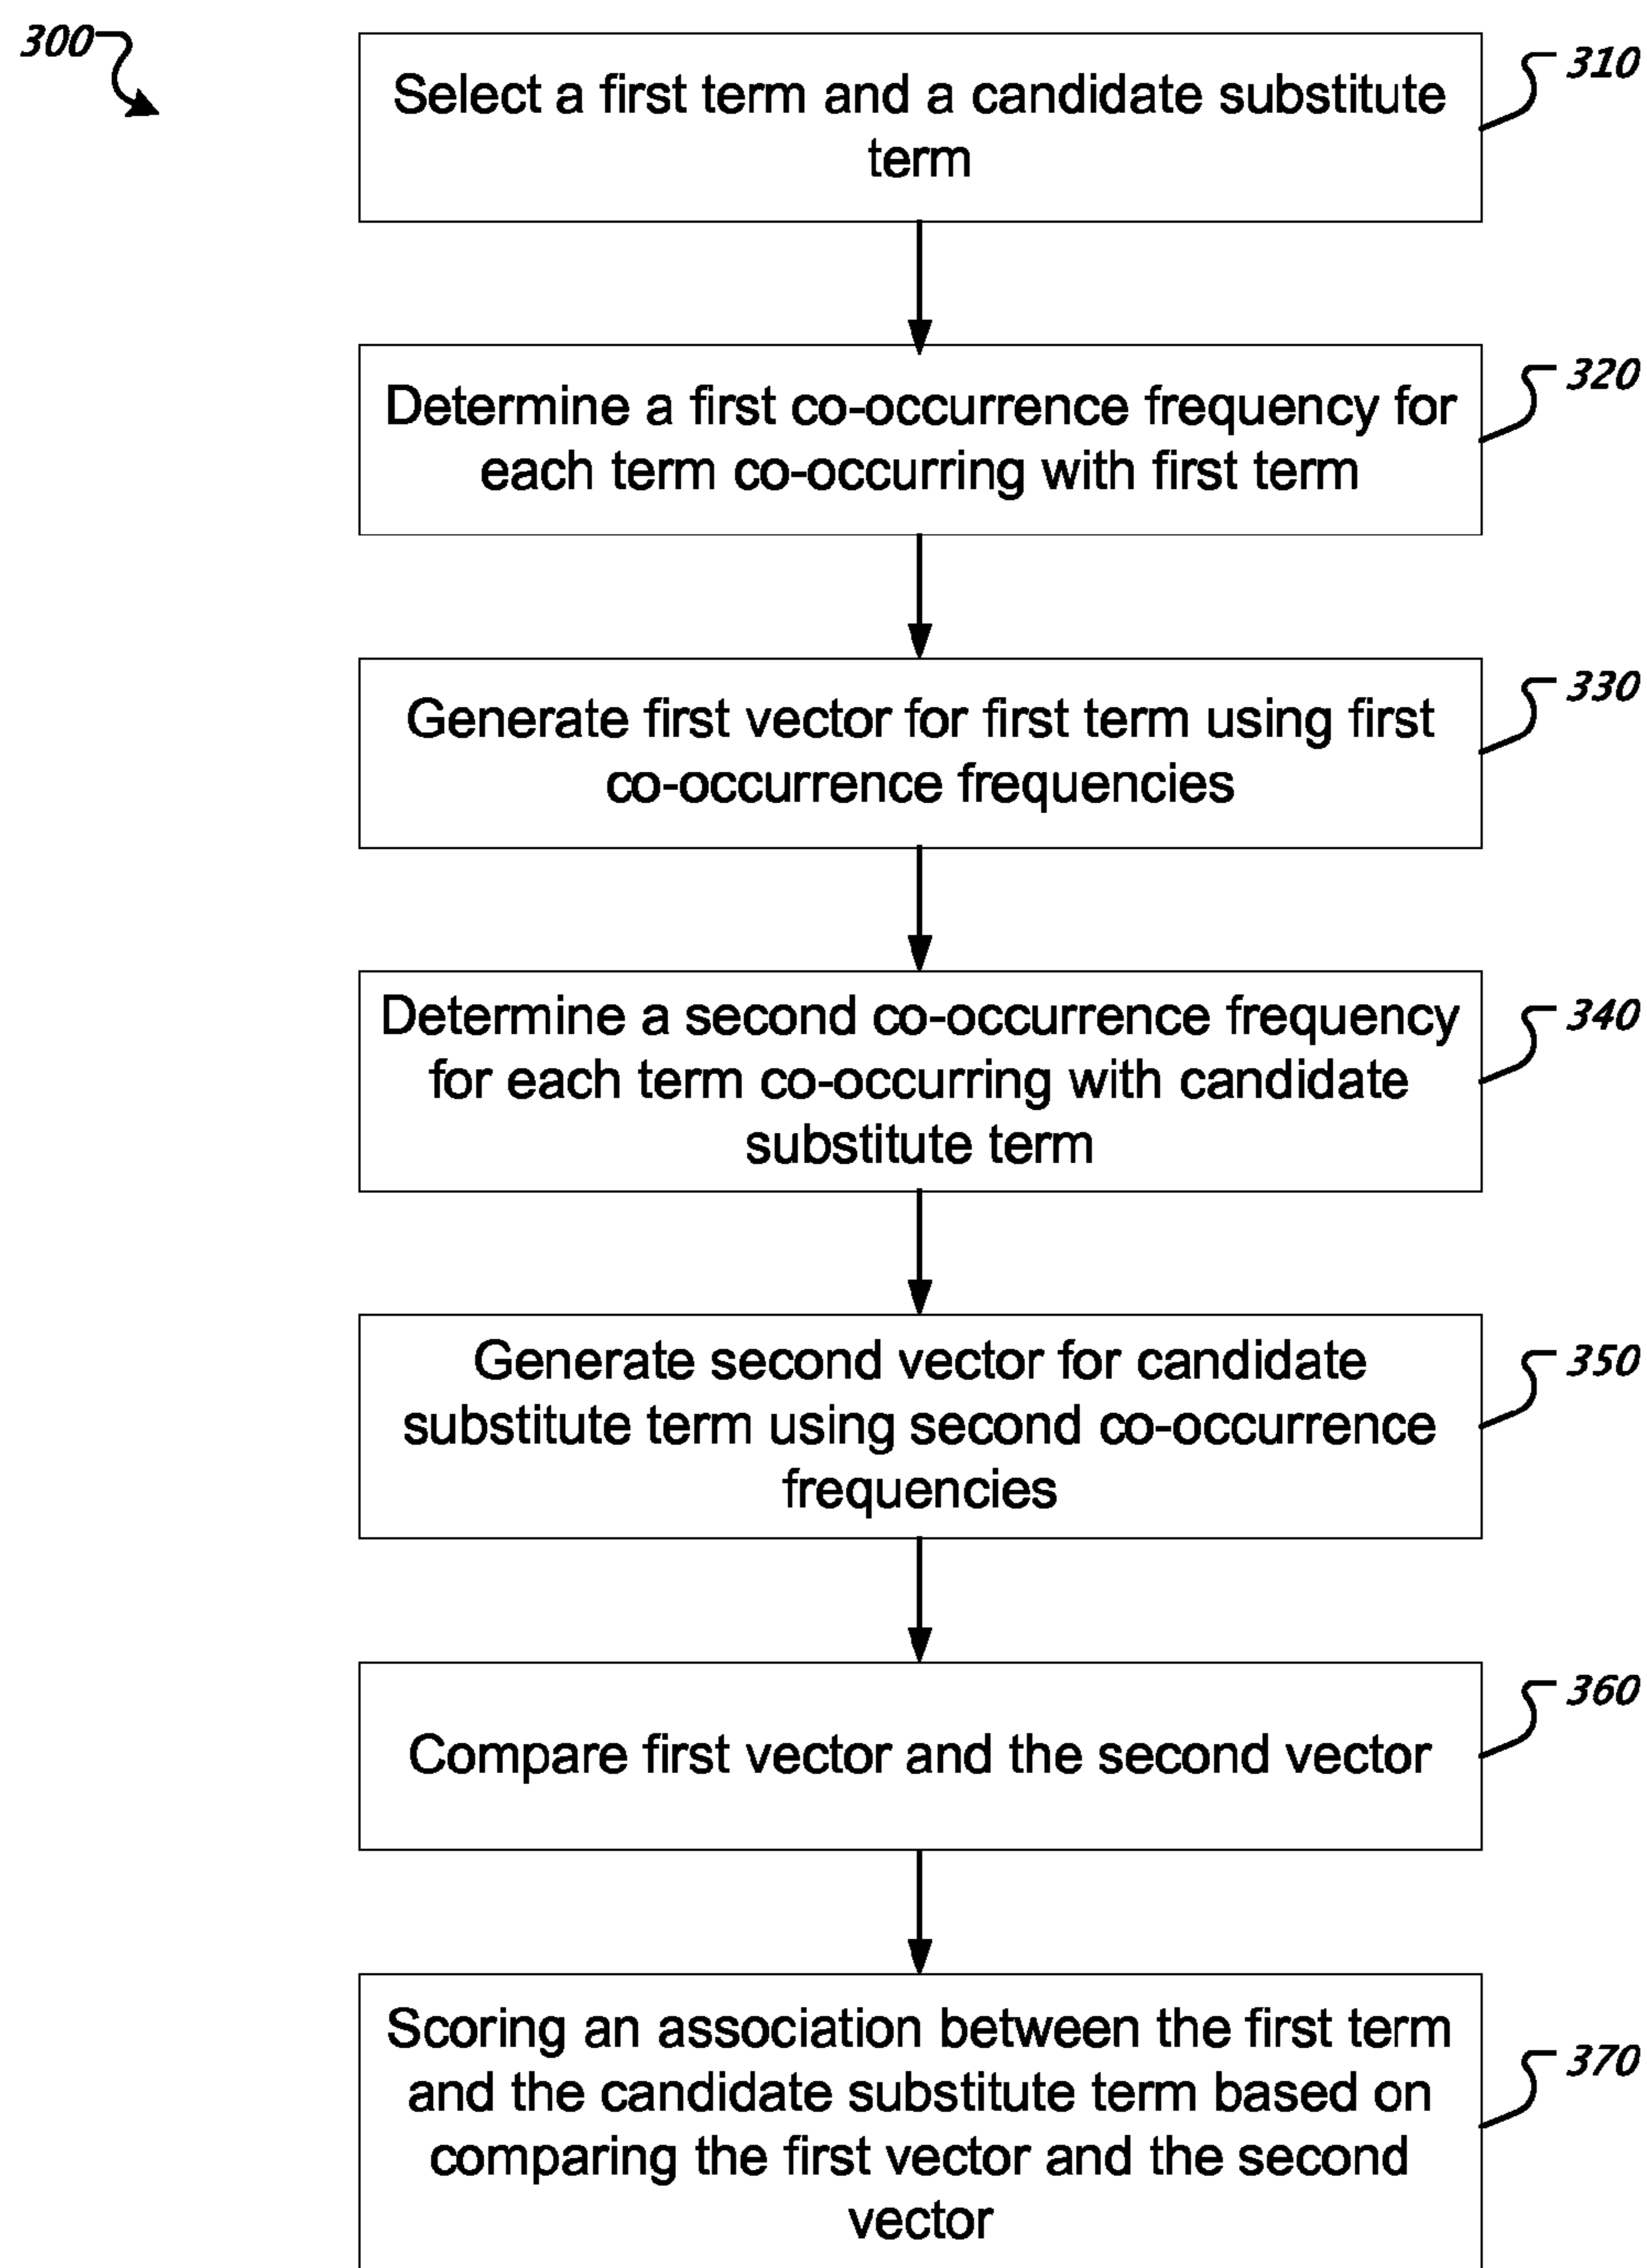 300
Select a first term and a candidate substitute
term
310
Determine a first co-occurrence frequency for
each term co-occurring with first term
320
Generate first vector for first term using first
co-occurrence frequencies
330
Determine a second co-occurrence frequency
for each term co-occurring with candidate
substitute term
340
Generate second vector for candidate
substitute term using second co-occurrence
frequencies
350
Compare first vector and the second vector
360
Scoring an association between the first term
and the candidate substitute term based on
comparing the first vector and the second
vector
370